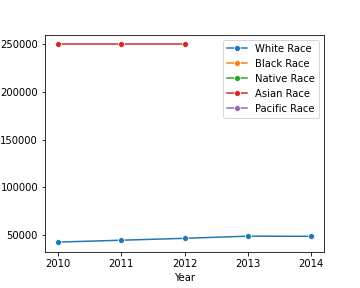 250000
200000
150000
100000
50000
2010 2011 2012 2013 2014
Year
White Race
Black Race
Native Race
Asian Race
Pacific Race